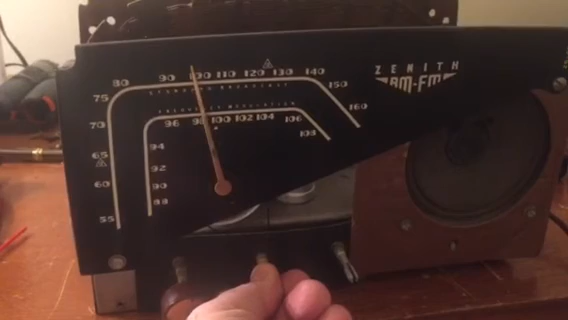 ZENITH
AM-FM
55 60 65 70 75 80 90 100 110 120 130 140 150 160
STANDARD BROADCAST
FREQUENCY MODULATION
88 90 92 94 96 98 100 102 104 106 108